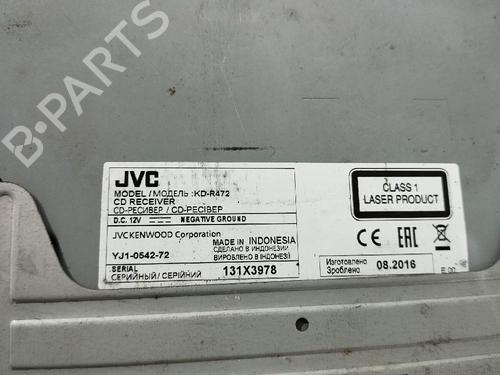 B-PARTS
JVC
MODEL / МОДЕЛЬ :KD-R472
CD RECEIVER
CD-РЕСИВЕР / CD-РЕСІВЕР
D.C. 12V NEGATIVE GROUND
JVCKENWOOD Corporation
MADE IN INDONESIA
СДЕЛАНО В ИНДОНЕЗИИ
YJ1-0542-72
ВИРОБЛЕНО В ІНДОНЕЗІЇ
SERIAL
СЕРИЙНЫЙ / СЕРІЙНИЙ 131X3978
CLASS 1
LASER PRODUCT
CE EAC
Изготовлено
Зроблено 08.2016